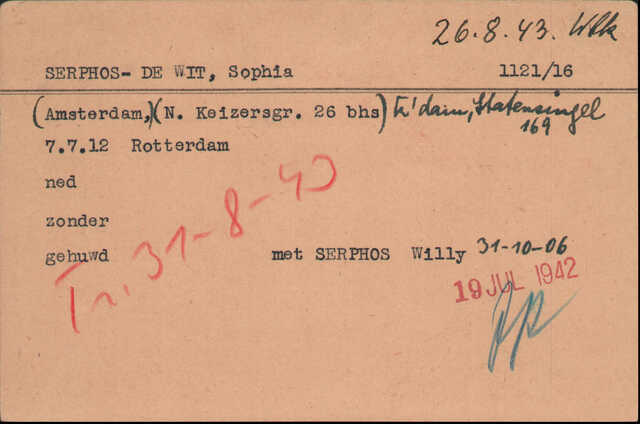 26.8.43. Wbk
SERPHOS- DE WIT, Sophia 1121/16
(Amsterdam,)(N. Keizersgr. 26 bhs) R'dam, Statensingel
169
7.7.12 Rotterdam
ned
zonder
gehuwd met SERPHOS Willy 31-10-06
Tr. 31-8-43
19 JUL 1942